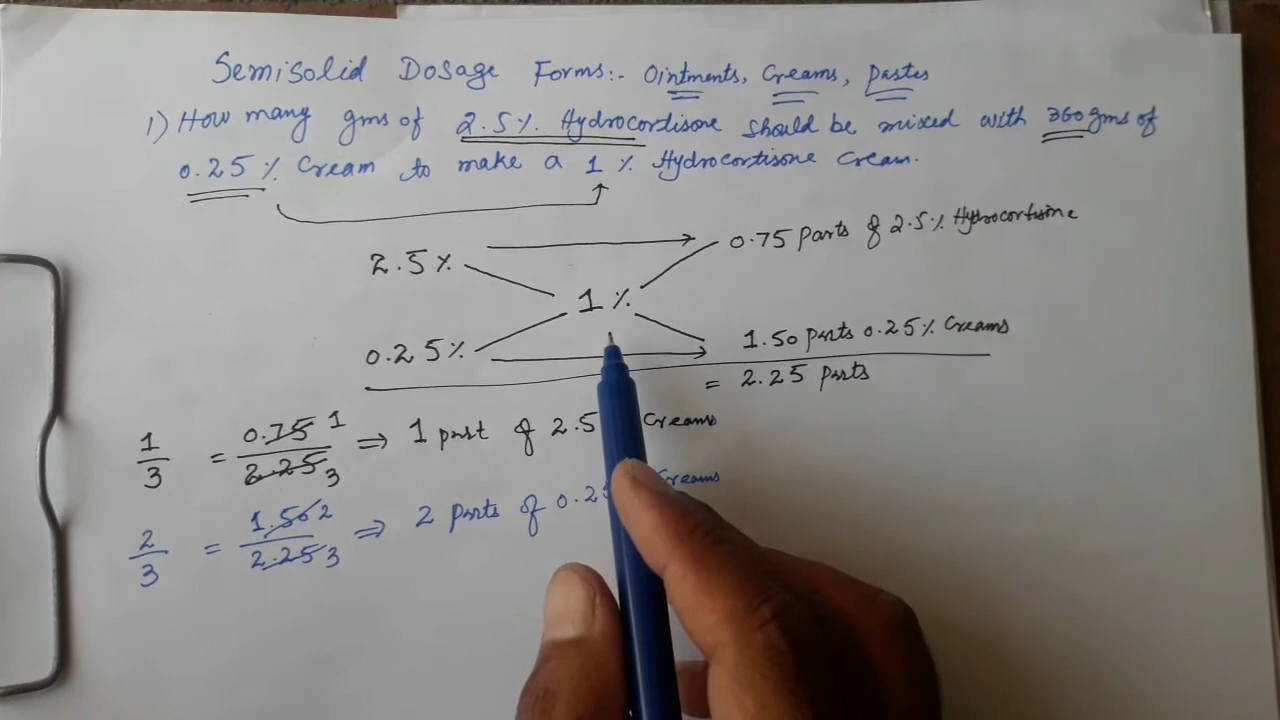 Semisolid Dosage Forms:- Ointments, Creams, Pastes
1) How many gms of 2.5% Hydrocortisone should be mixed with 360 gms of
0.25% Cream to make a 1% Hydrocortisone Cream.
2.5% 0.75 Parts of 2.5% Hydrocortisone
1%
0.25% 1.50 Parts 0.25% Creams
= 2.25 Parts
1/3 = 0.75 1 / 2.25 3 ⇒ 1 part of 2.5 Creams
2/3 = 1.50 2 / 2.25 3 ⇒ 2 Parts of 0.2 Creams